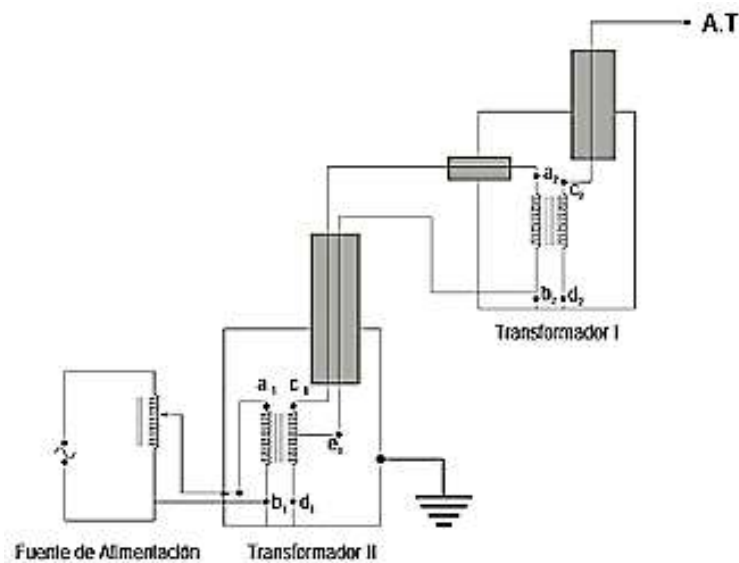 A.T
a₂
c₂
b₂ d₂
Transformador I
a₁ c₁
e₁
b₁ d₁
Fuente de Alimentación
Transformador II